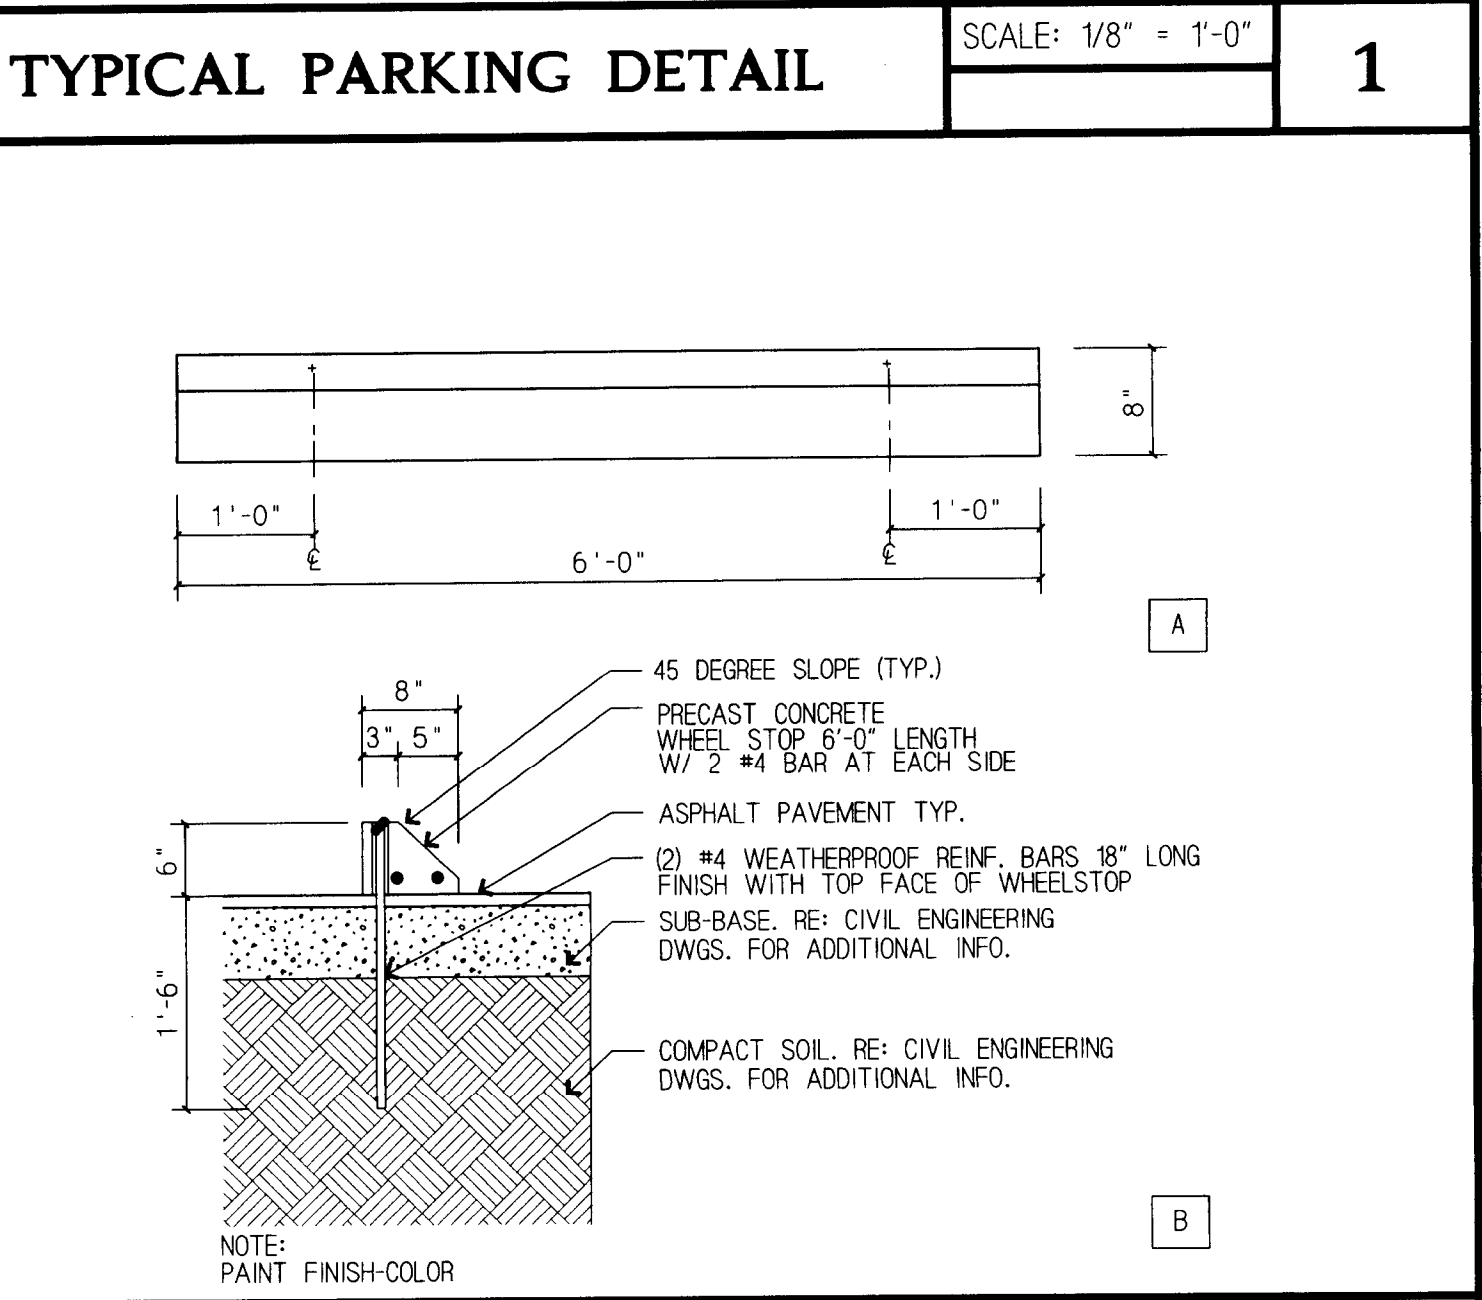 TYPICAL PARKING DETAIL
SCALE: 1/8" = 1'-0"
1
8"
1'-0"
1'-0"
℄
℄
6'-0"
A
45 DEGREE SLOPE (TYP.)
8"
PRECAST CONCRETE
WHEEL STOP 6'-0" LENGTH
W/ 2 #4 BAR AT EACH SIDE
3" 5"
ASPHALT PAVEMENT TYP.
6"
(2) #4 WEATHERPROOF REINF. BARS 18" LONG
FINISH WITH TOP FACE OF WHEELSTOP
SUB-BASE. RE: CIVIL ENGINEERING
DWGS. FOR ADDITIONAL INFO.
1'-6"
COMPACT SOIL. RE: CIVIL ENGINEERING
DWGS. FOR ADDITIONAL INFO.
B
NOTE:
PAINT FINISH-COLOR